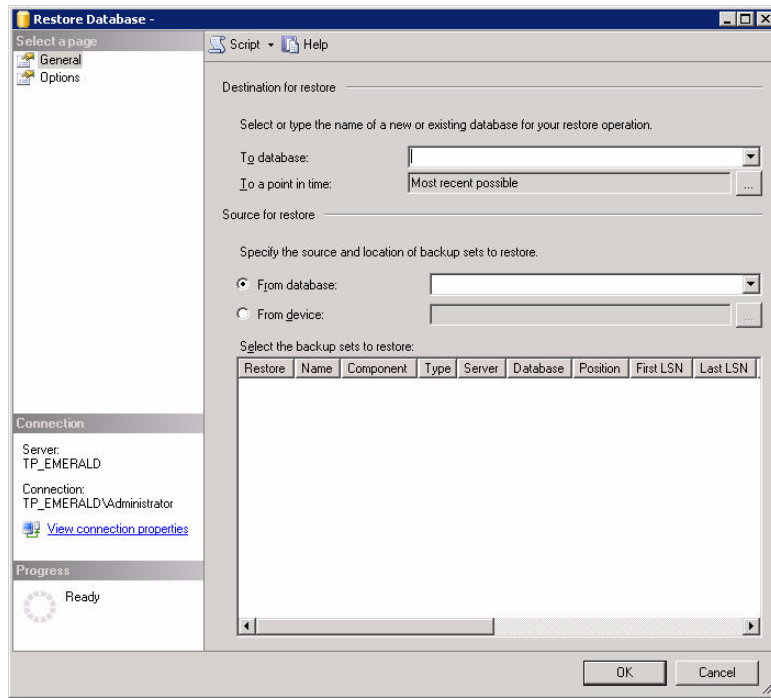 Restore Database -
Select a page
General
Options
Script
Help
Destination for restore
Select or type the name of a new or existing database for your restore operation.
To database:
To a point in time:
Most recent possible
...
Source for restore
Specify the source and location of backup sets to restore.
From database:
From device:
...
Select the backup sets to restore:
Restore Name Component Type Server Database Position First LSN Last LSN
Connection
Server:
TP_EMERALD
Connection:
TP_EMERALD\Administrator
View connection properties
Progress
Ready
OK
Cancel